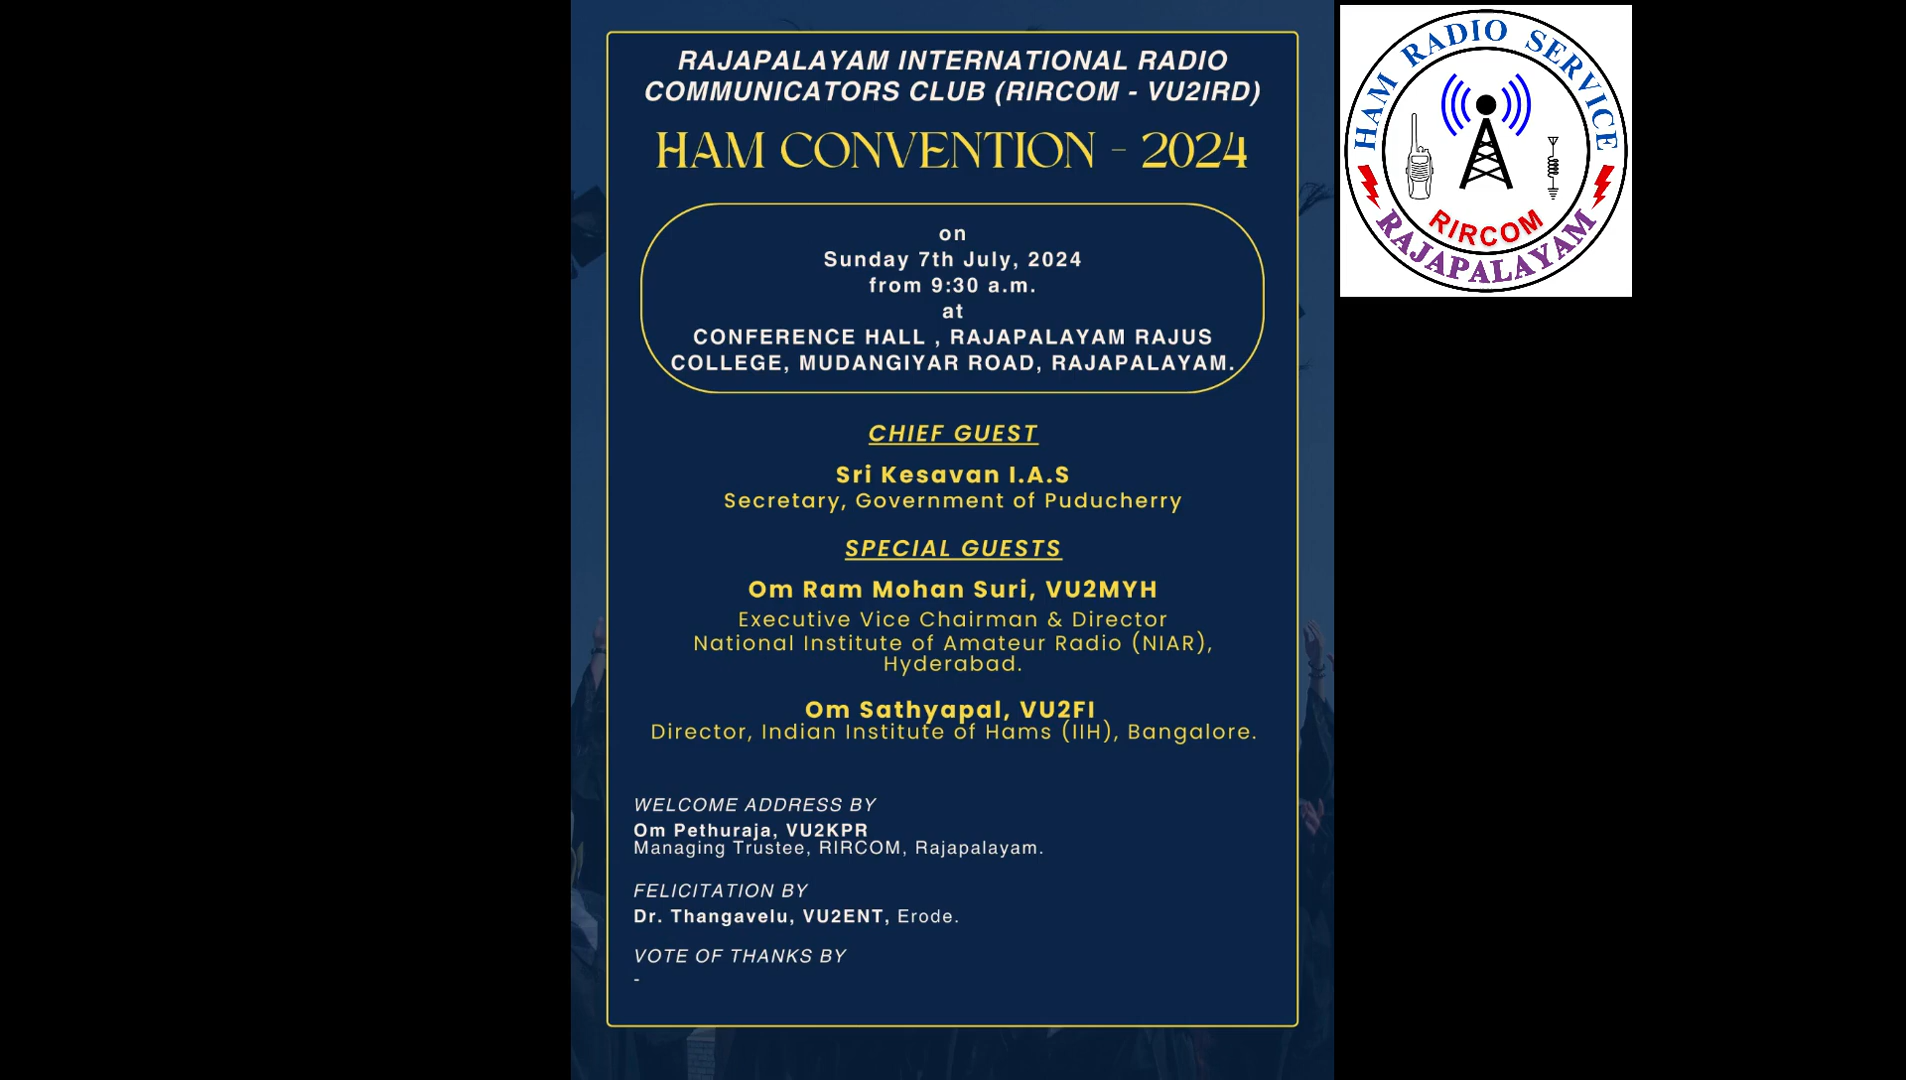 RAJAPALAYAM INTERNATIONAL RADIO
COMMUNICATORS CLUB (RIRCOM - VU2IRD)
HAM CONVENTION - 2024
on
Sunday 7th July, 2024
from 9:30 a.m.
at
CONFERENCE HALL , RAJAPALAYAM RAJUS
COLLEGE, MUDANGIYAR ROAD, RAJAPALAYAM.
CHIEF GUEST
Sri Kesavan I.A.S
Secretary, Government of Puducherry
SPECIAL GUESTS
Om Ram Mohan Suri, VU2MYH
Executive Vice Chairman & Director
National Institute of Amateur Radio (NIAR),
Hyderabad.
Om Sathyapal, VU2FI
Director, Indian Institute of Hams (IIH), Bangalore.
WELCOME ADDRESS BY
Om Pethuraja, VU2KPR
Managing Trustee, RIRCOM, Rajapalayam.
FELICITATION BY
Dr. Thangavelu, VU2ENT, Erode.
VOTE OF THANKS BY
-
HAM RADIO SERVICE
RIRCOM
RAJAPALAYAM